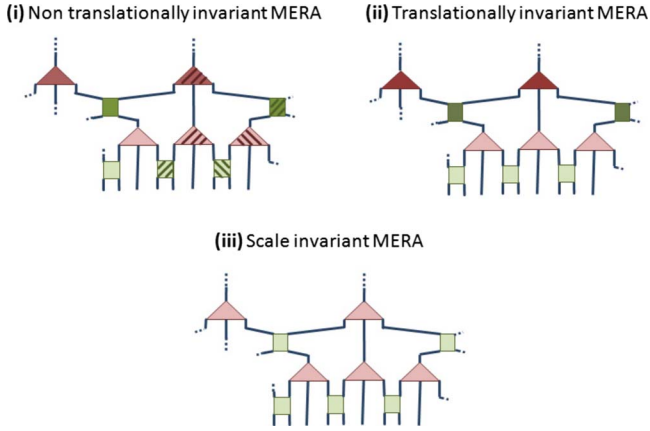 (i) Non translationally invariant MERA
(ii) Translationally invariant MERA
(iii) Scale invariant MERA